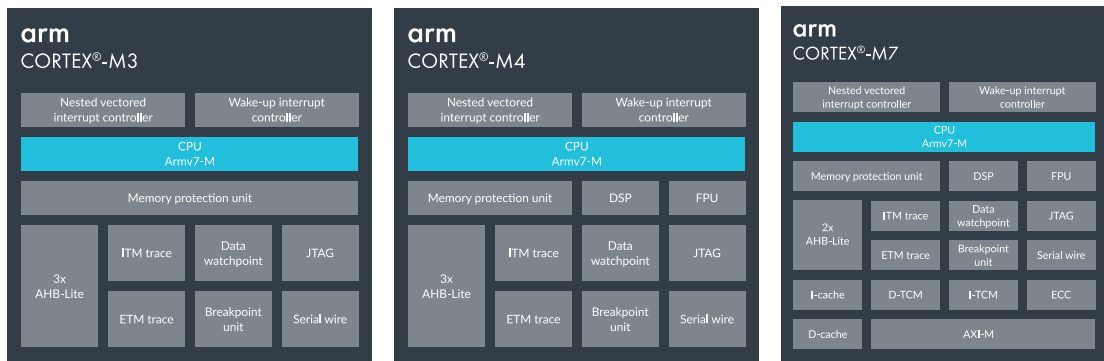 arm
CORTEX®-M3
Nested vectored
interrupt controller
Wake-up interrupt
controller
CPU
Armv7-M
Memory protection unit
3x
AHB-Lite
ITM trace
Data
watchpoint
JTAG
ETM trace
Breakpoint
unit
Serial wire
arm
CORTEX®-M4
Nested vectored
interrupt controller
Wake-up interrupt
controller
CPU
Armv7-M
Memory protection unit
DSP
FPU
3x
AHB-Lite
ITM trace
Data
watchpoint
JTAG
ETM trace
Breakpoint
unit
Serial wire
arm
CORTEX®-M7
Nested vectored
interrupt controller
Wake-up interrupt
controller
CPU
Armv7-M
Memory protection unit
DSP
FPU
2x
AHB-Lite
ITM trace
Data
watchpoint
JTAG
ETM trace
Breakpoint
unit
Serial wire
I-cache
D-TCM
I-TCM
ECC
D-cache
AXI-M